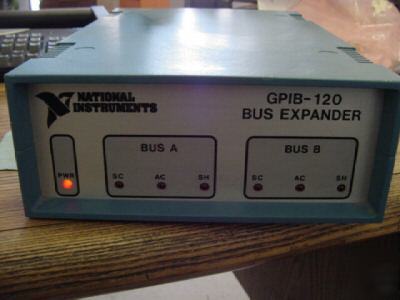 NATIONAL
INSTRUMENTS
GPIB-120
BUS EXPANDER
PWR
BUS A
SC AC SH
BUS B
SC AC SH